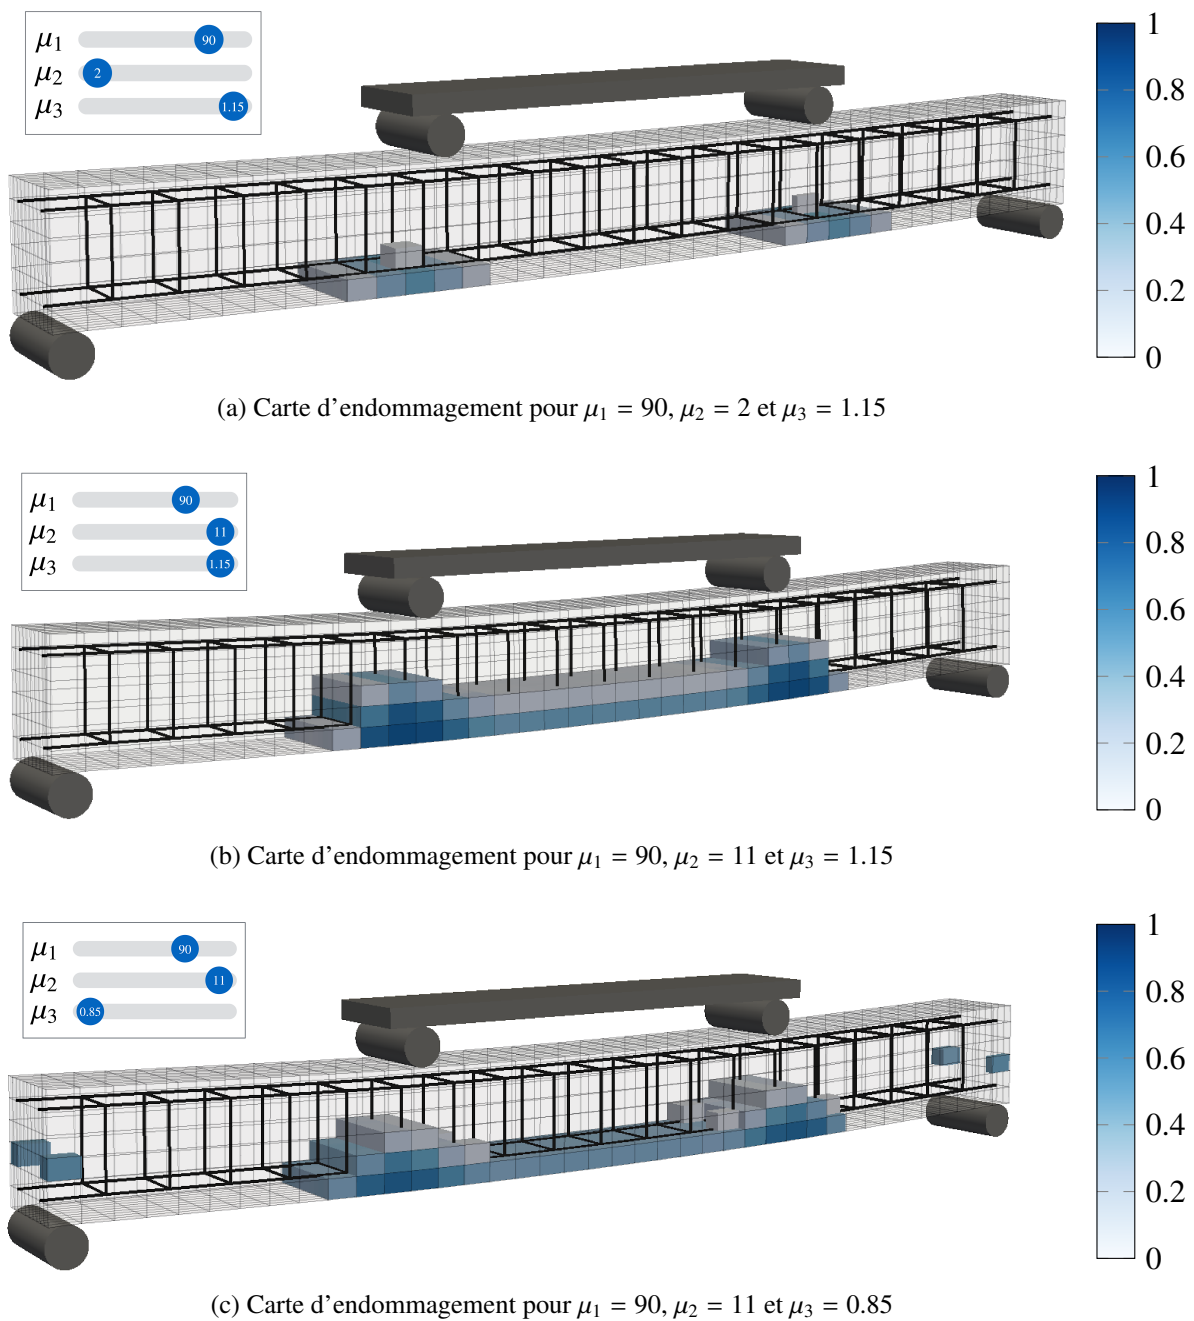 μ1 90
μ2 2
μ3 1.15
1
0.8
0.6
0.4
0.2
0
(a) Carte d'endommagement pour μ1 = 90, μ2 = 2 et μ3 = 1.15
μ1 90
μ2 11
μ3 1.15
1
0.8
0.6
0.4
0.2
0
(b) Carte d'endommagement pour μ1 = 90, μ2 = 11 et μ3 = 1.15
μ1 90
μ2 11
μ3 0.85
1
0.8
0.6
0.4
0.2
0
(c) Carte d'endommagement pour μ1 = 90, μ2 = 11 et μ3 = 0.85